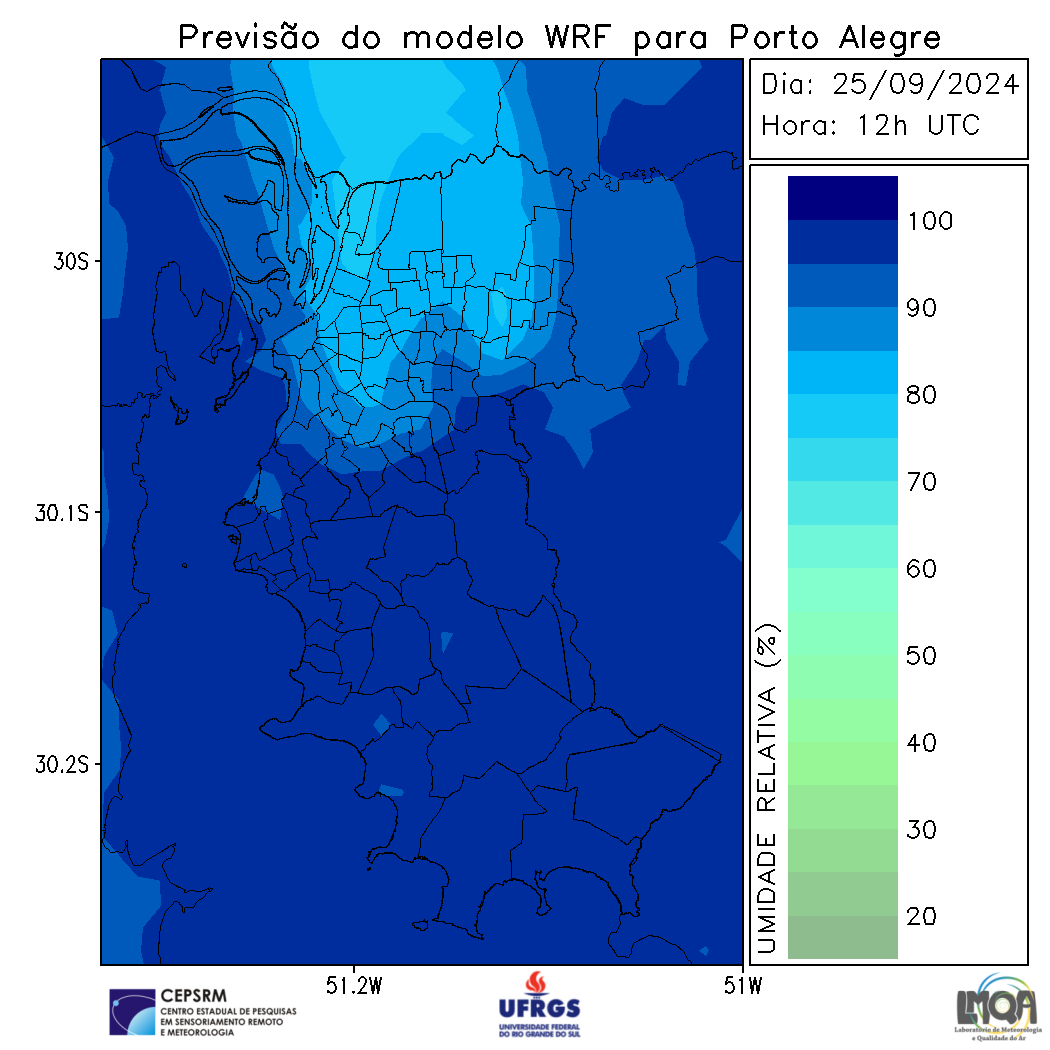 Previsão do modelo WRF para Porto Alegre
Dia: 25/09/2024
Hora: 12h UTC
100
90
80
70
60
50
40
30
20
UMIDADE RELATIVA (%)
30S
30.1S
30.2S
51.2W
51W
CEPSRM
CENTRO ESTADUAL DE PESQUISAS
EM SENSORIAMENTO REMOTO
E METEOROLOGIA
UFRGS
UNIVERSIDADE FEDERAL
DO RIO GRANDE DO SUL
LMQA
Laboratório de Meteorologia
e Qualidade do Ar